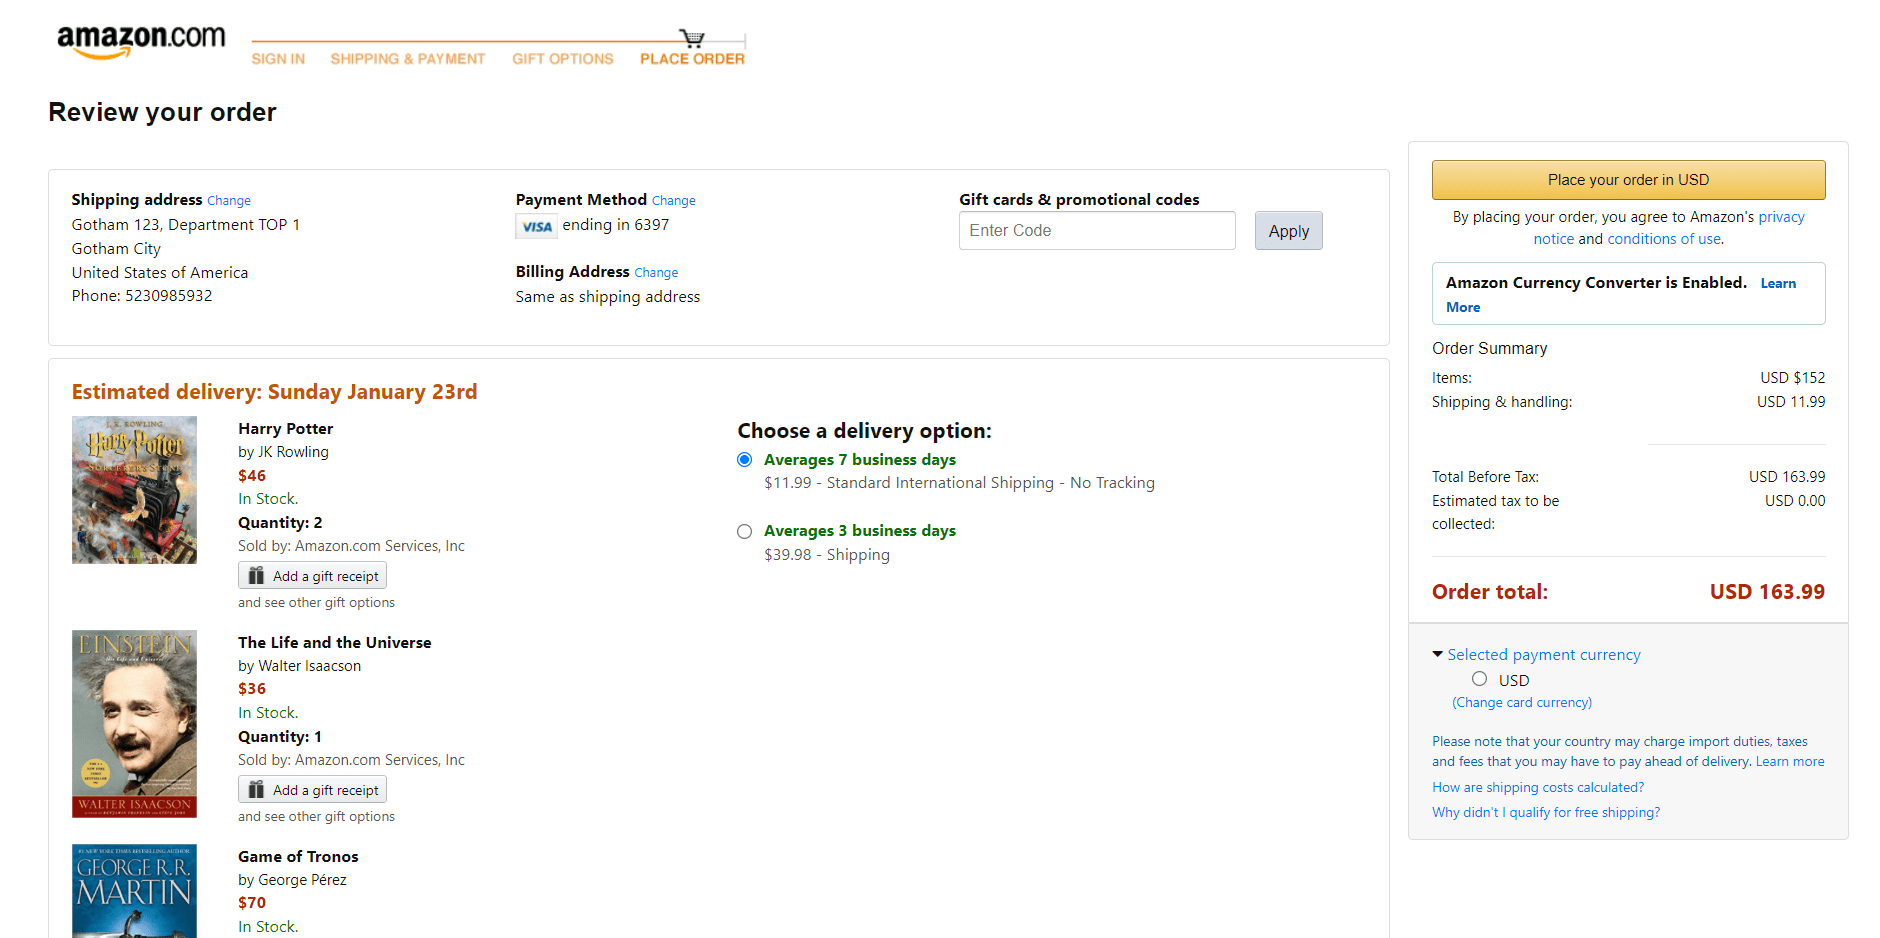 amazon.com
SIGN IN SHIPPING & PAYMENT GIFT OPTIONS PLACE ORDER
Review your order
Shipping address Change
Gotham 123, Department TOP 1
Gotham City
United States of America
Phone: 5230985932
Payment Method Change
VISA ending in 6397
Billing Address Change
Same as shipping address
Gift cards & promotional codes
Enter Code Apply
Estimated delivery: Sunday January 23rd
J.K. ROWLING
Harry Potter
SORCERER'S STONE
Harry Potter
by JK Rowling
$46
In Stock.
Quantity: 2
Sold by: Amazon.com Services, Inc
Add a gift receipt
and see other gift options
EINSTEIN
His Life and Universe
WALTER ISAACSON
The Life and the Universe
by Walter Isaacson
$36
In Stock.
Quantity: 1
Sold by: Amazon.com Services, Inc
Add a gift receipt
and see other gift options
#1 NEW YORK TIMES BESTSELLING AUTHOR
GEORGE R.R.
MARTIN
Game of Tronos
by George Pérez
$70
In Stock.
Choose a delivery option:
Averages 7 business days
$11.99 - Standard International Shipping - No Tracking
Averages 3 business days
$39.98 - Shipping
Place your order in USD
By placing your order, you agree to Amazon's privacy
notice and conditions of use.
Amazon Currency Converter is Enabled. Learn
More
Order Summary
Items: USD $152
Shipping & handling: USD 11.99
Total Before Tax: USD 163.99
Estimated tax to be USD 0.00
collected:
Order total: USD 163.99
Selected payment currency
USD
(Change card currency)
Please note that your country may charge import duties, taxes
and fees that you may have to pay ahead of delivery. Learn more
How are shipping costs calculated?
Why didn't I qualify for free shipping?